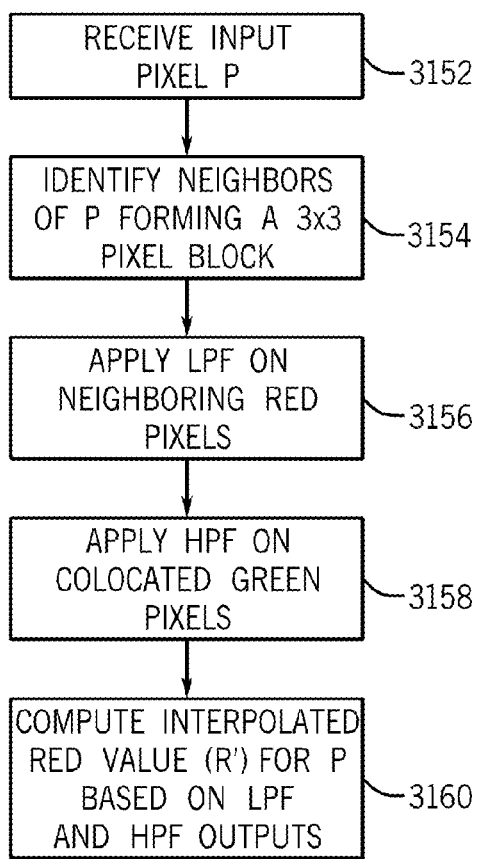 RECEIVE INPUT
PIXEL P
3152
IDENTIFY NEIGHBORS
OF P FORMING A 3x3
PIXEL BLOCK
3154
APPLY LPF ON
NEIGHBORING RED
PIXELS
3156
APPLY HPF ON
COLOCATED GREEN
PIXELS
3158
COMPUTE INTERPOLATED
RED VALUE (R') FOR P
BASED ON LPF
AND HPF OUTPUTS
3160